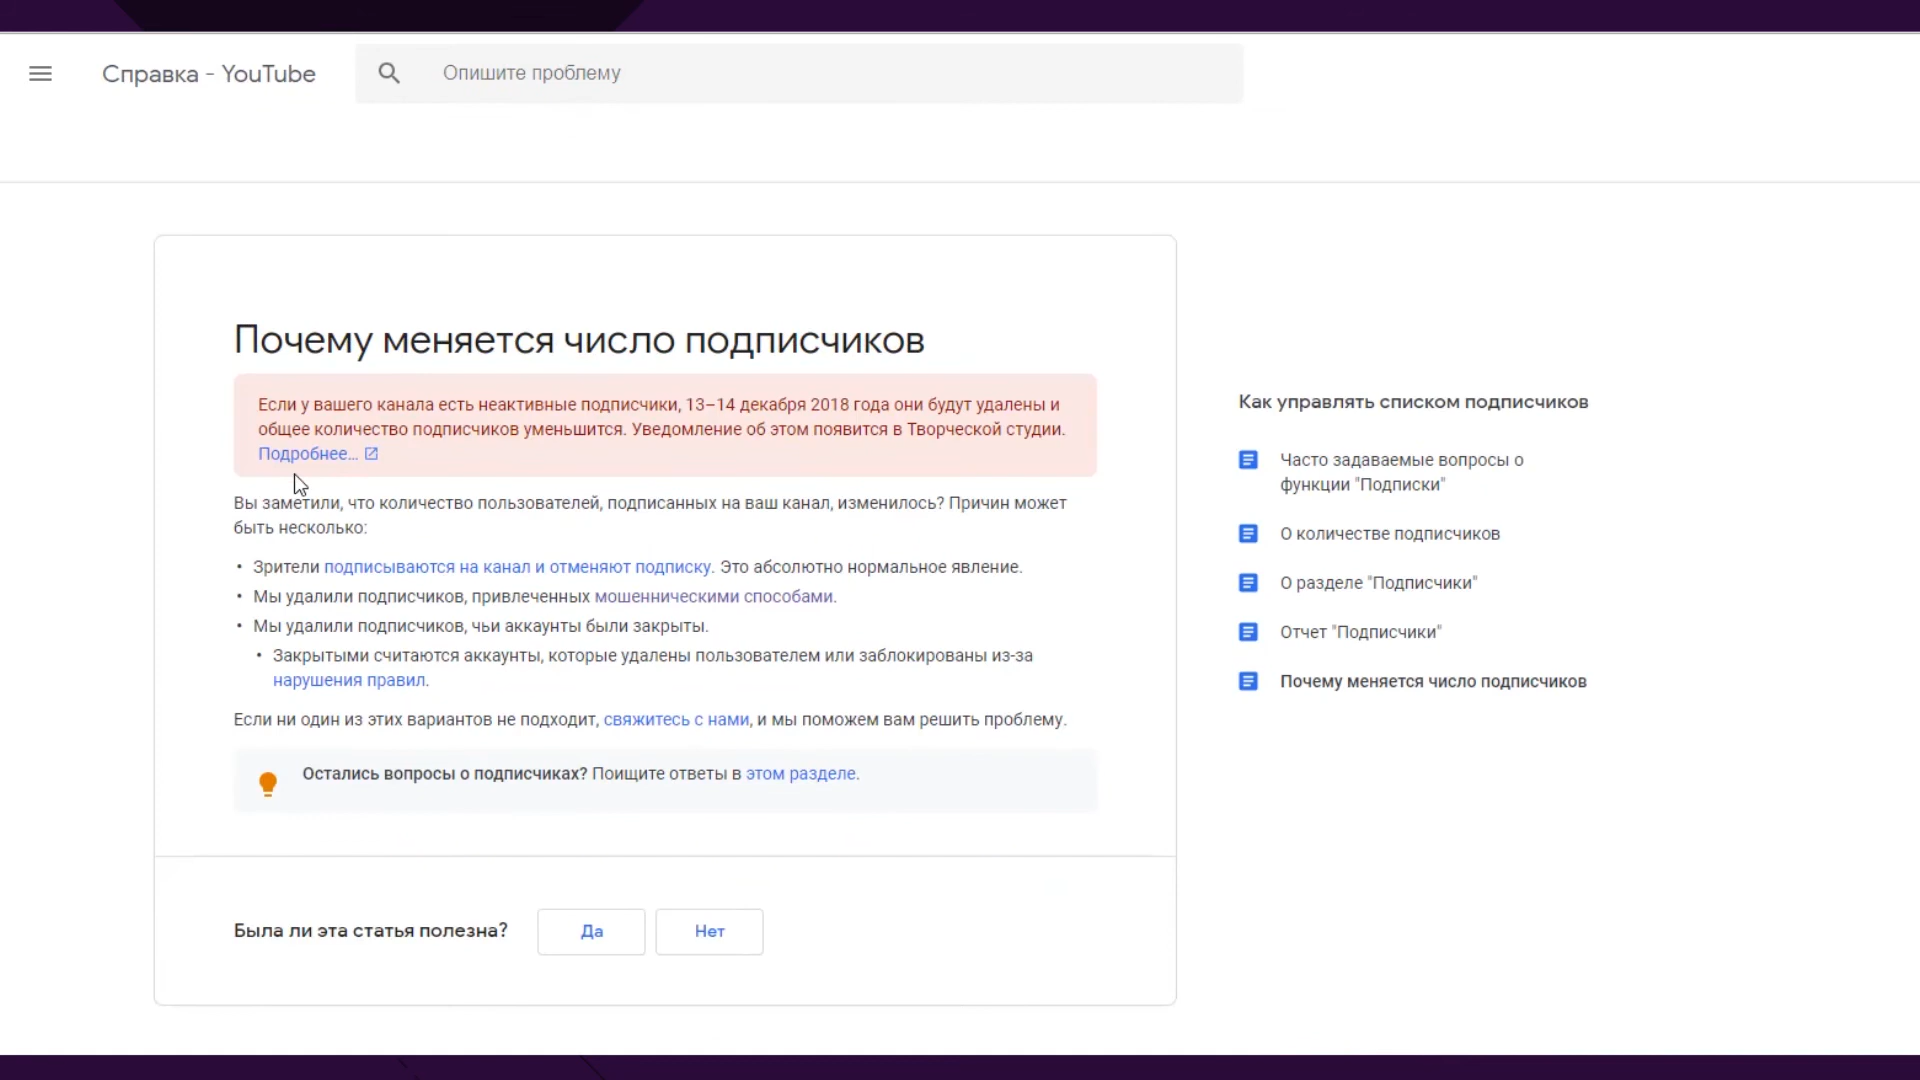 Справка - YouTube
Опишите проблему
Почему меняется число подписчиков
Если у вашего канала есть неактивные подписчики, 13–14 декабря 2018 года они будут удалены и
общее количество подписчиков уменьшится. Уведомление об этом появится в Творческой студии.
Подробнее...
Вы заметили, что количество пользователей, подписанных на ваш канал, изменилось? Причин может
быть несколько:
• Зрители подписываются на канал и отменяют подписку. Это абсолютно нормальное явление.
• Мы удалили подписчиков, привлеченных мошенническими способами.
• Мы удалили подписчиков, чьи аккаунты были закрыты.
• Закрытыми считаются аккаунты, которые удалены пользователем или заблокированы из-за
нарушения правил.
Если ни один из этих вариантов не подходит, свяжитесь с нами, и мы поможем вам решить проблему.
Остались вопросы о подписчиках? Поищите ответы в этом разделе.
Была ли эта статья полезна?
Да
Нет
Как управлять списком подписчиков
Часто задаваемые вопросы о
функции "Подписки"
О количестве подписчиков
О разделе "Подписчики"
Отчет "Подписчики"
Почему меняется число подписчиков